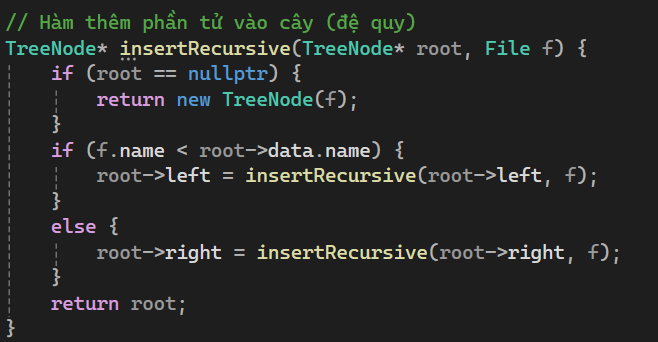 // Hàm thêm phần tử vào cây (đệ quy)
TreeNode* insertRecursive(TreeNode* root, File f) {
    if (root == nullptr) {
        return new TreeNode(f);
    }
    if (f.name < root->data.name) {
        root->left = insertRecursive(root->left, f);
    }
    else {
        root->right = insertRecursive(root->right, f);
    }
    return root;
}